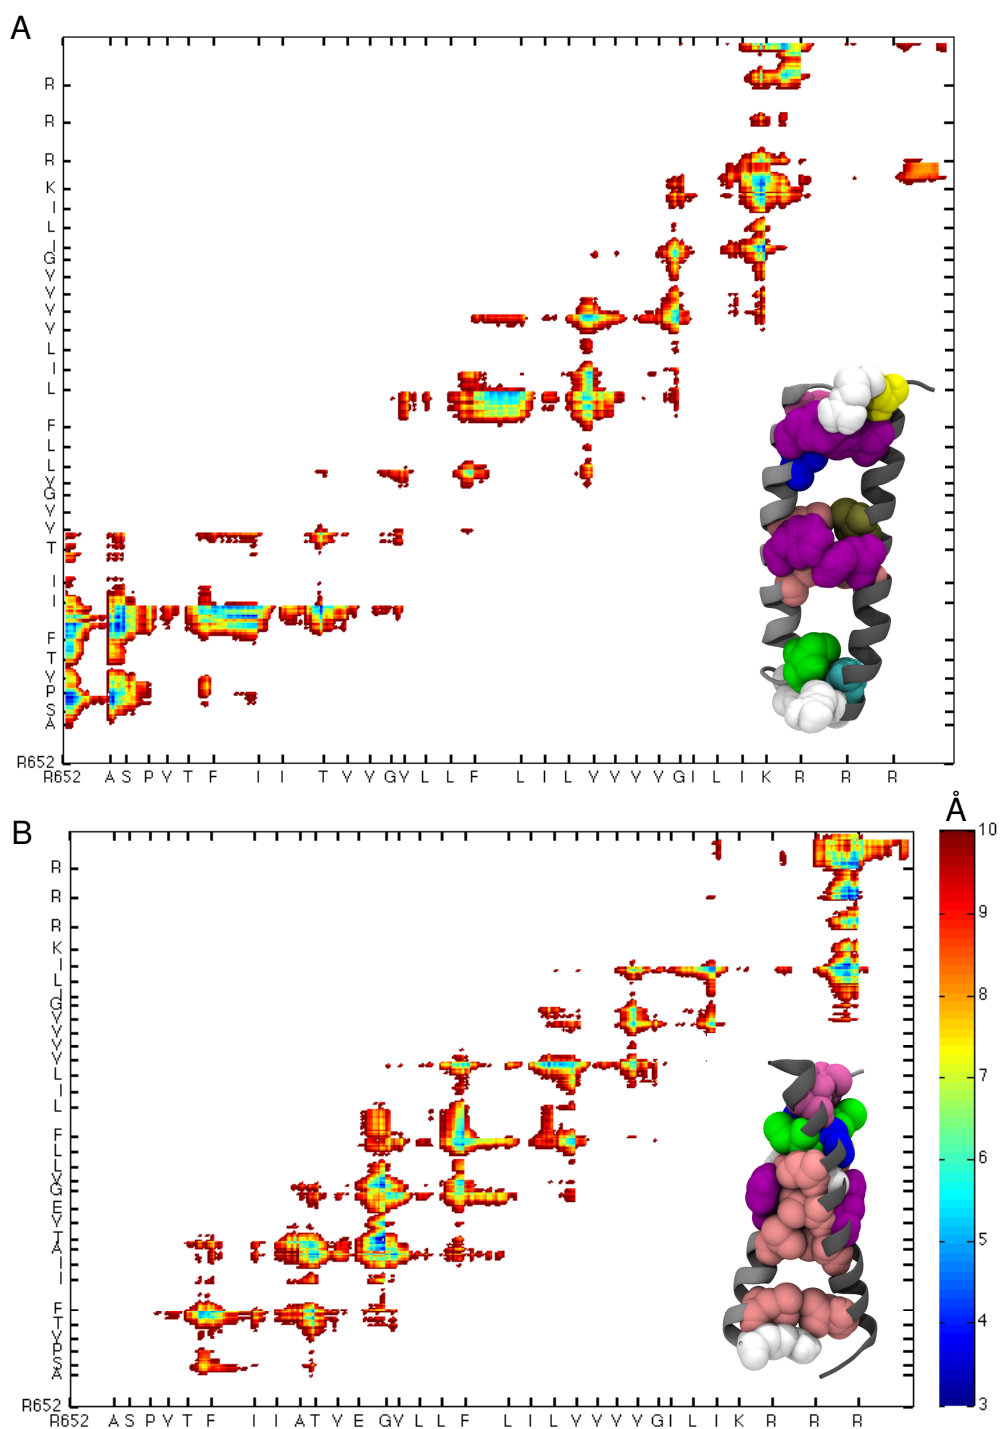 A
R
R
R
K
I
L
I
G
V
V
V
V
L
I
L
F
L
L
V
G
V
V
T
I
I
F
T
V
P
S
A
R652
R652 A S P V T F I I T V V G V L L F L I L V V V V G I L I K R R R
B
Å
R
R
R
K
I
L
I
G
V
V
V
V
L
I
L
F
L
L
V
G
E
V
T
A
I
I
F
T
V
P
S
A
R652
R652 A S P V T F I I A T V E G V L L F L I L V V V V G I L I K R R R
10
9
8
7
6
5
4
3